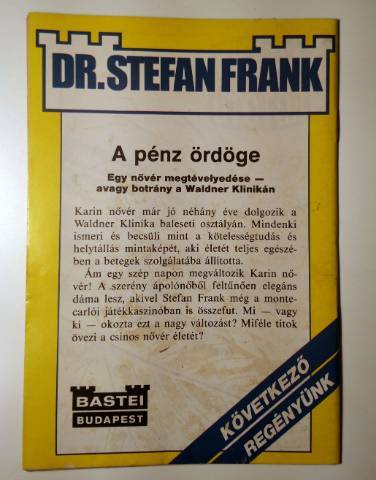 DR. STEFAN FRANK
A pénz ördöge
Egy nővér megtévelyedése —
avagy botrány a Waldner Klinikán
Karin nővér már jó néhány éve dolgozik a
Waldner Klinika baleseti osztályán. Mindenki
ismeri és becsüli mint a kötelességtudás és
helytállás mintaképét, aki életét teljes egészé-
ben a betegek szolgálatába állította.
Ám egy szép napon megváltozik Karin nő-
vér! A szerény ápolónőből feltűnően elegáns
dáma lesz, akivel Stefan Frank még a monte-
carlói játékkaszinóban is összefut. Mi — vagy
ki — okozta ezt a nagy változást? Miféle titok
övezi a csinos nővér életét?
BASTEI
BUDAPEST
KÖVETKEZŐ
REGÉNYÜNK